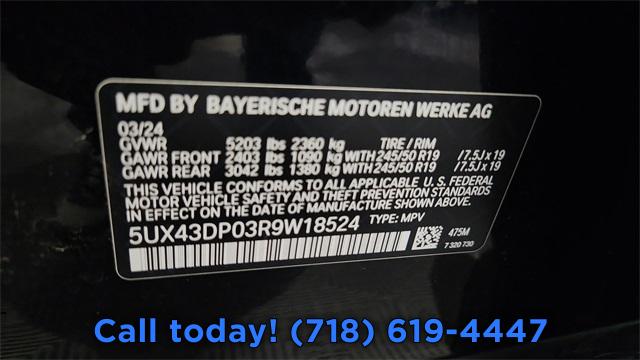 MFD BY BAYERISCHE MOTOREN WERKE AG
03/24
GVWR 5203 lbs 2360 kg TIRE / RIM
GAWR FRONT 2403 lbs 1090 kg WITH 245/50 R19 / 7.5J x 19
GAWR REAR 3042 lbs 1380 kg WITH 245/50 R19 / 7.5J x 19
THIS VEHICLE CONFORMS TO ALL APPLICABLE U. S. FEDERAL
MOTOR VEHICLE SAFETY AND THEFT PREVENTION STANDARDS
IN EFFECT ON THE DATE OF MANUFACTURE SHOWN ABOVE.
5UX43DP03R9W18524 TYPE: MPV
475M
7 320 730
Call today! (718) 619-4447